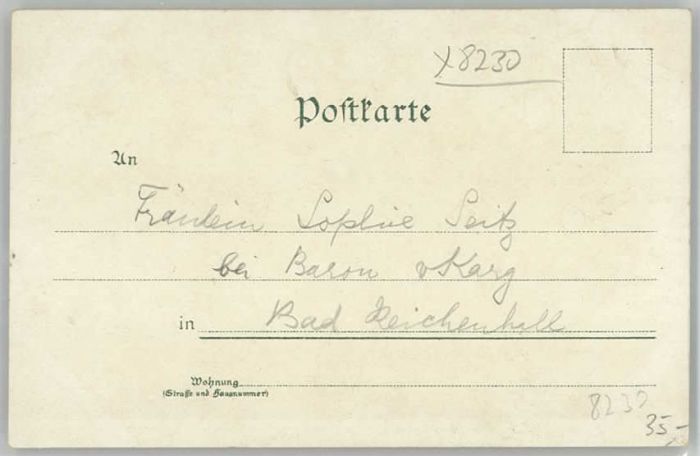 x8230
Postkarte
An
Fräulein Sophie Seitz
bei Baron v Karg
in Bad Reichenhall
Wohnung
(Straße und Hausnummer)
8230
35,-